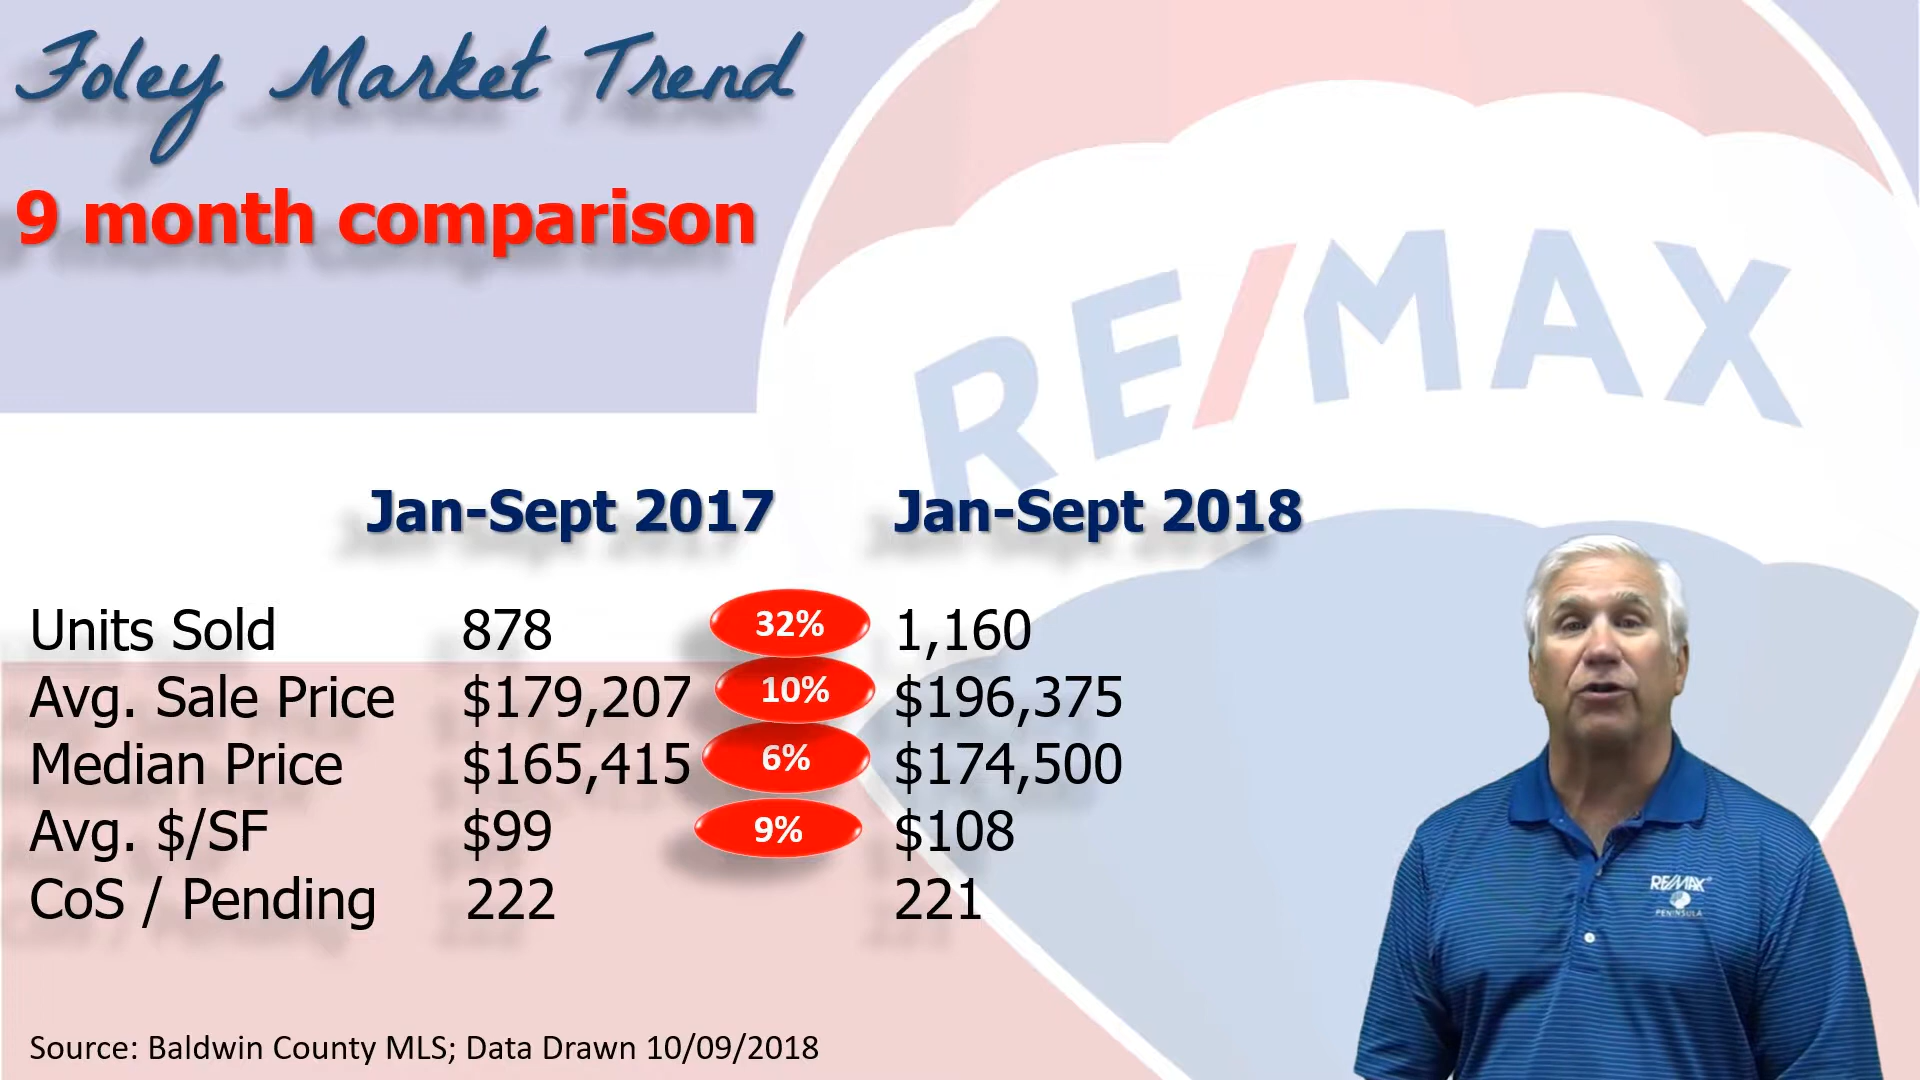 Foley Market Trend
9 month comparison
RE/MAX
Jan-Sept 2017 Jan-Sept 2018
Units Sold 878 32% 1,160
Avg. Sale Price $179,207 10% $196,375
Median Price $165,415 6% $174,500
Avg. $/SF $99 9% $108
CoS / Pending 222 221
RE/MAX®
PENINSULA
Source: Baldwin County MLS; Data Drawn 10/09/2018